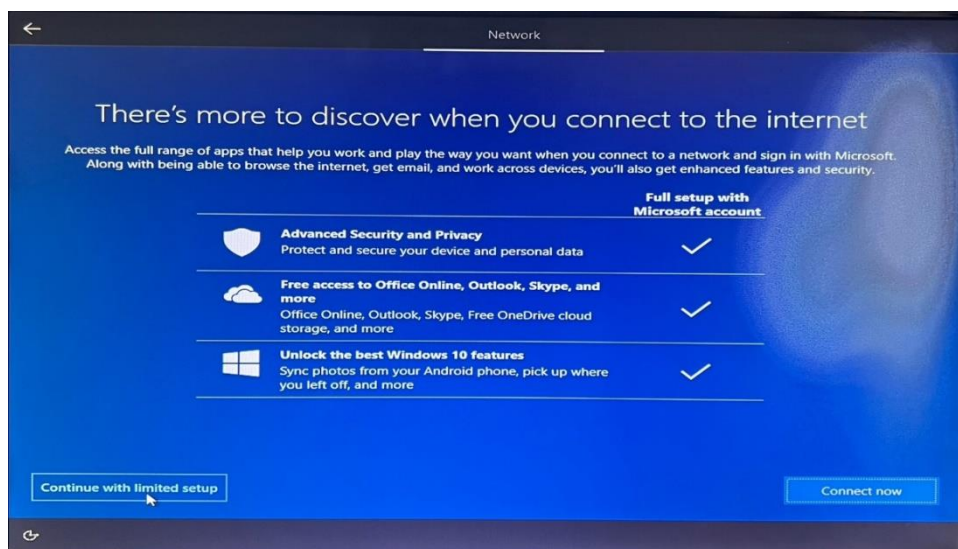 Network
There's more to discover when you connect to the internet
Access the full range of apps that help you work and play the way you want when you connect to a network and sign in with Microsoft.
Along with being able to browse the internet, get email, and work across devices, you'll also get enhanced features and security.
Full setup with
Microsoft account
Advanced Security and Privacy
Protect and secure your device and personal data
Free access to Office Online, Outlook, Skype, and
more
Office Online, Outlook, Skype, Free OneDrive cloud
storage, and more
Unlock the best Windows 10 features
Sync photos from your Android phone, pick up where
you left off, and more
Continue with limited setup
Connect now